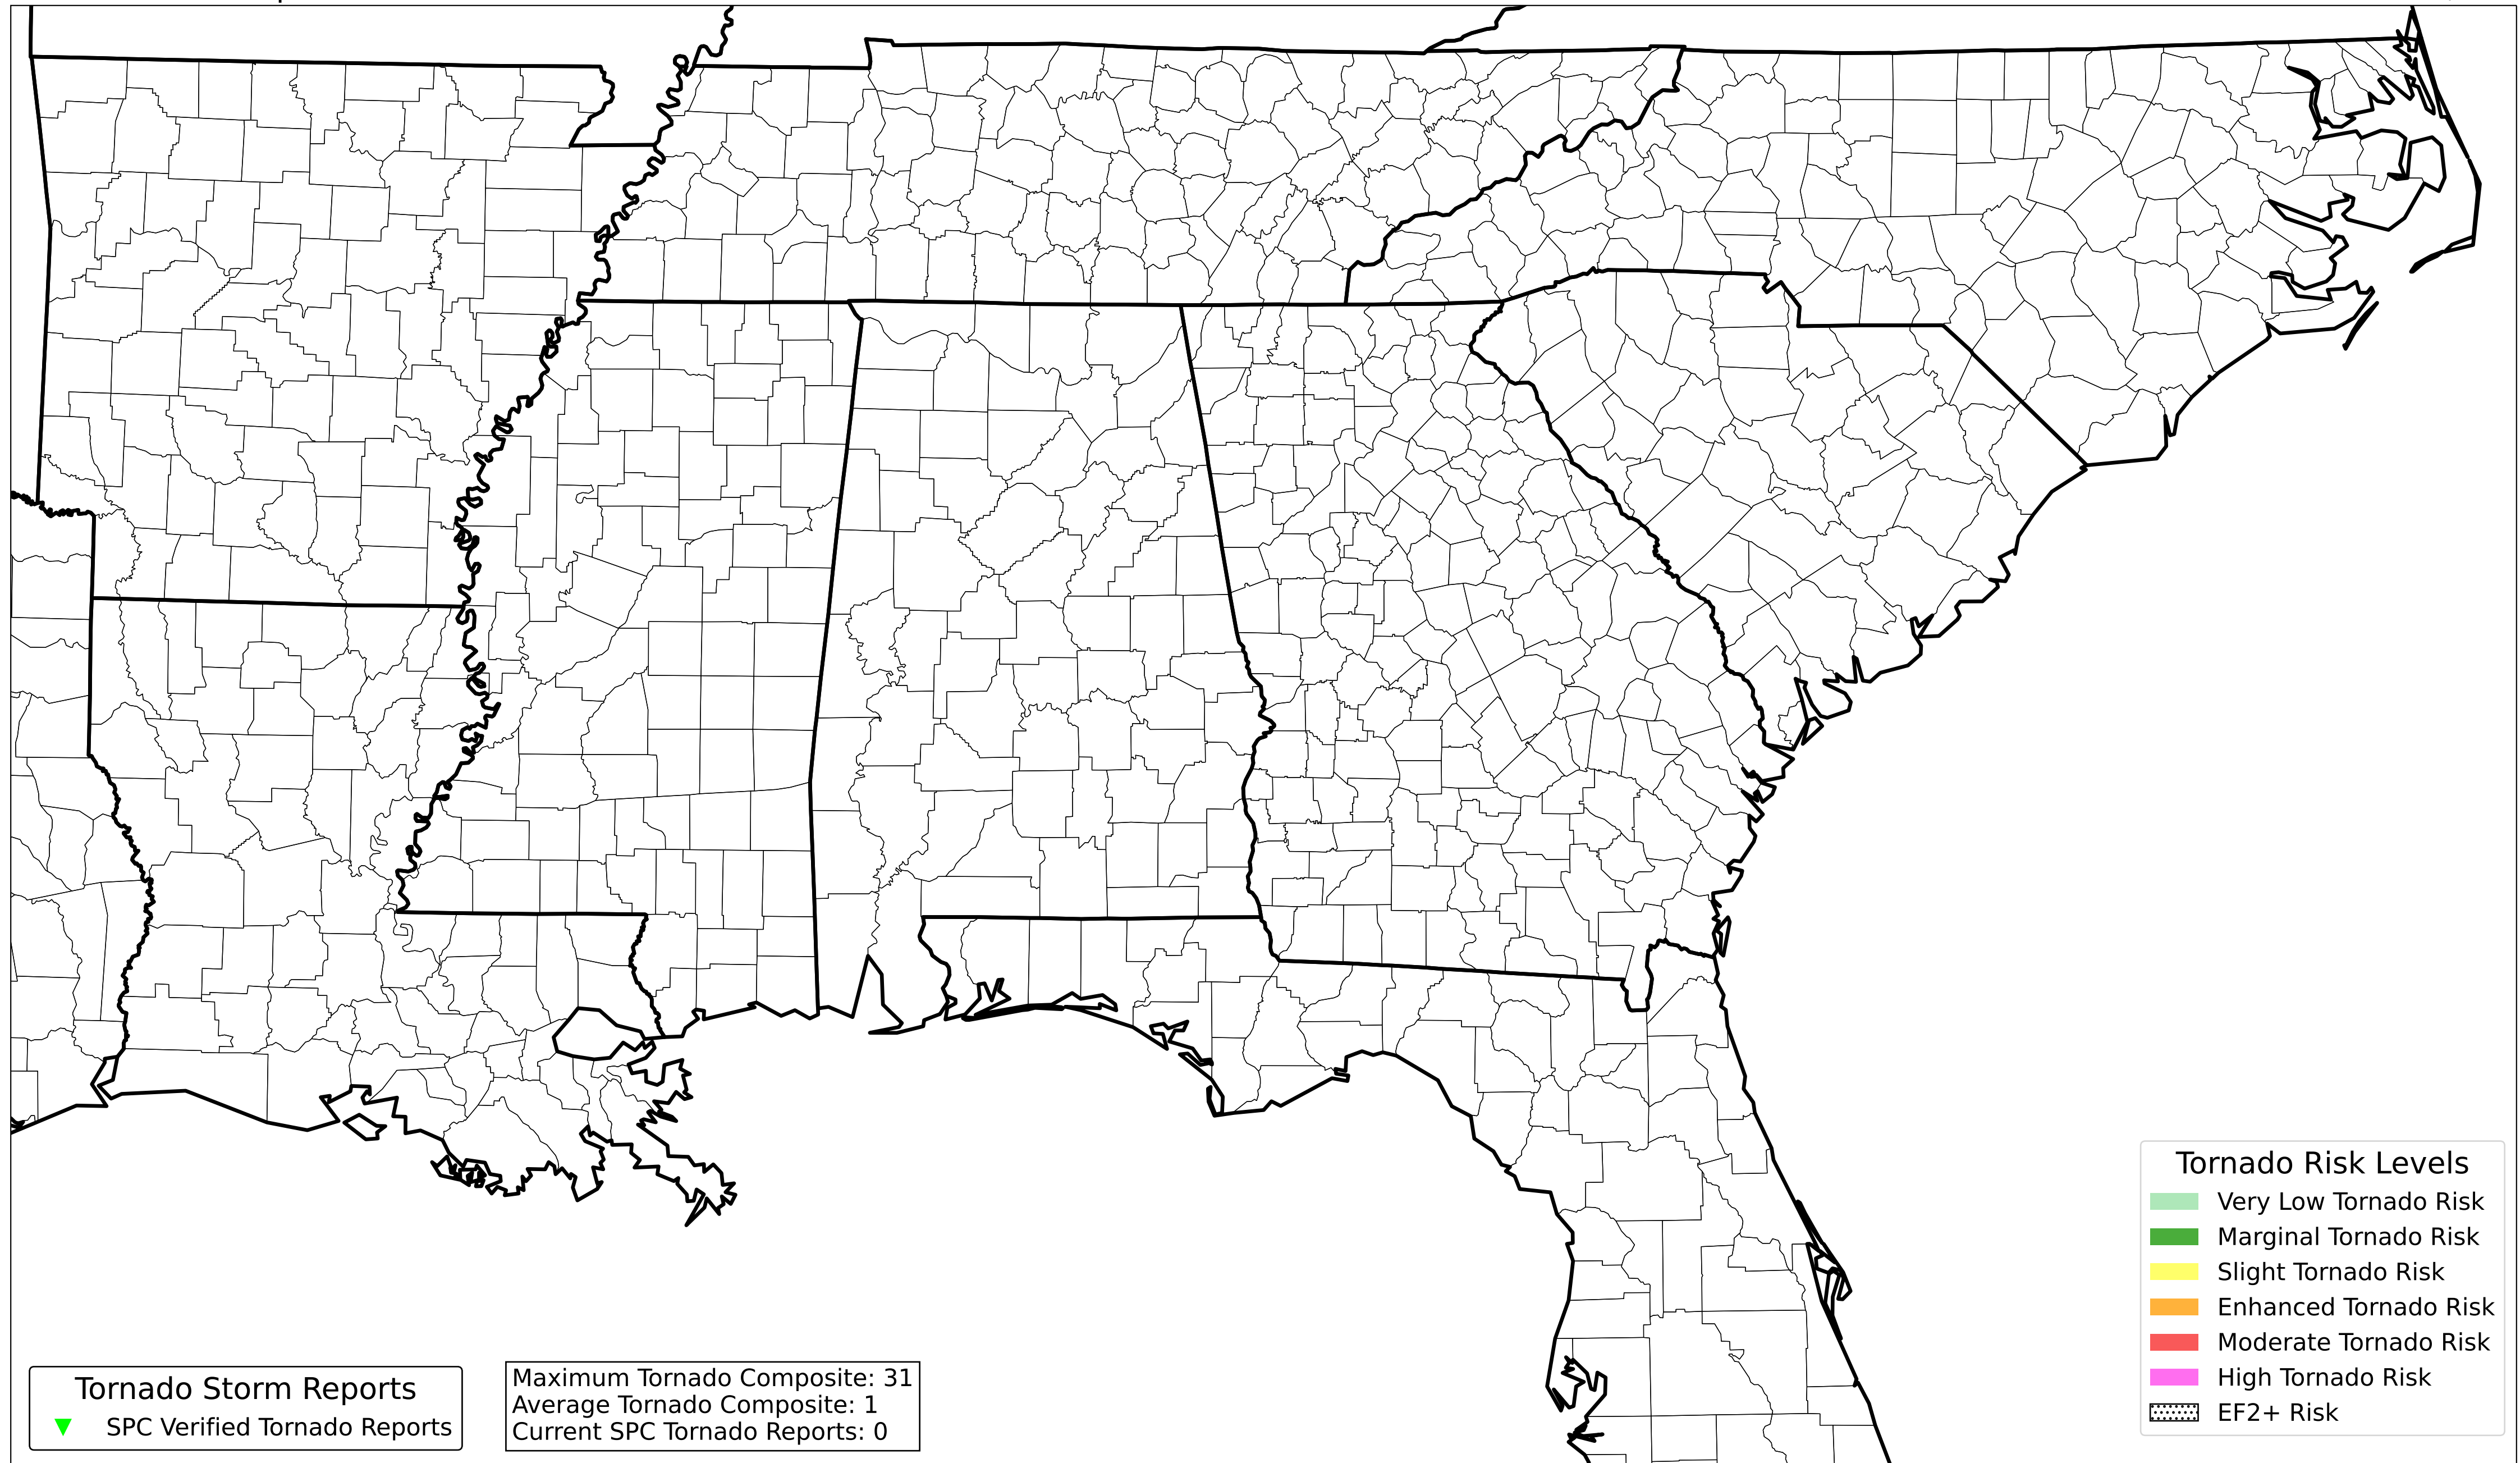 Tornado Risk Levels
Very Low Tornado Risk
Marginal Tornado Risk
Slight Tornado Risk
Enhanced Tornado Risk
Moderate Tornado Risk
High Tornado Risk
EF2+ Risk
Tornado Storm Reports
SPC Verified Tornado Reports
Maximum Tornado Composite: 31
Average Tornado Composite: 1
Current SPC Tornado Reports: 0